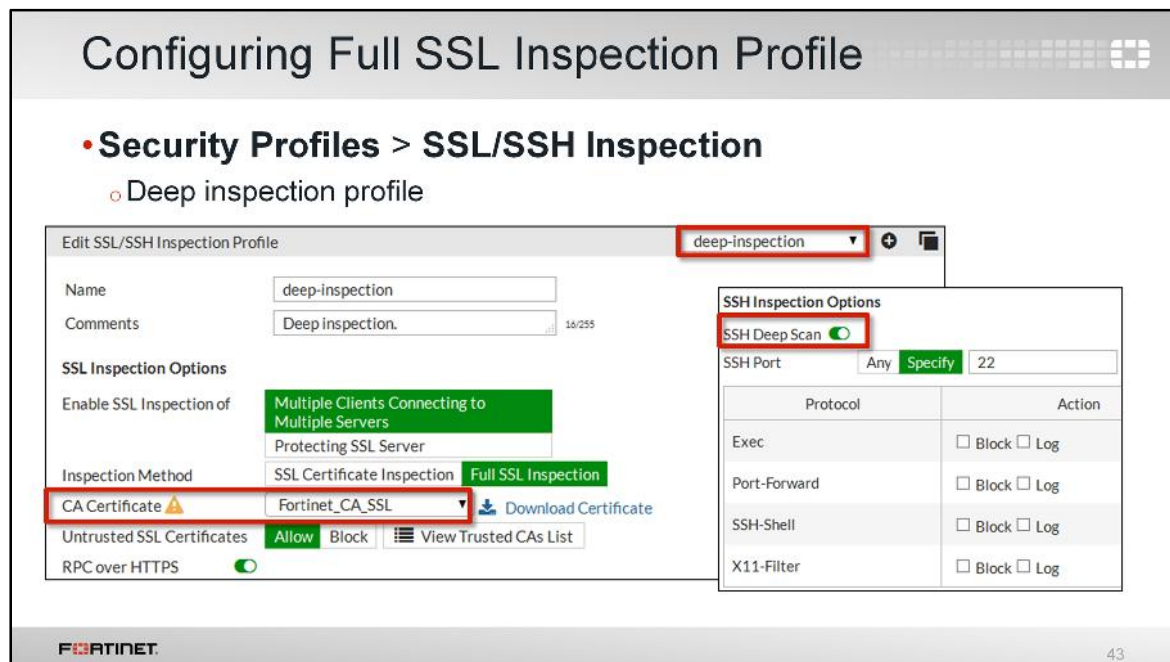 Configuring Full SSL Inspection Profile
•Security Profiles > SSL/SSH Inspection
o Deep inspection profile
Edit SSL/SSH Inspection Profile
deep-inspection
Name
deep-inspection
Comments
Deep inspection.
16/255
SSL Inspection Options
Enable SSL Inspection of
Multiple Clients Connecting to
Multiple Servers
Protecting SSL Server
Inspection Method
SSL Certificate Inspection
Full SSL Inspection
CA Certificate
Fortinet_CA_SSL
Download Certificate
Untrusted SSL Certificates
Allow
Block
View Trusted CAs List
RPC over HTTPS
SSH Inspection Options
SSH Deep Scan
SSH Port
Any
Specify
22
Protocol
Action
Exec
Block
Log
Port-Forward
Block
Log
SSH-Shell
Block
Log
X11-Filter
Block
Log
FORTINET.
43